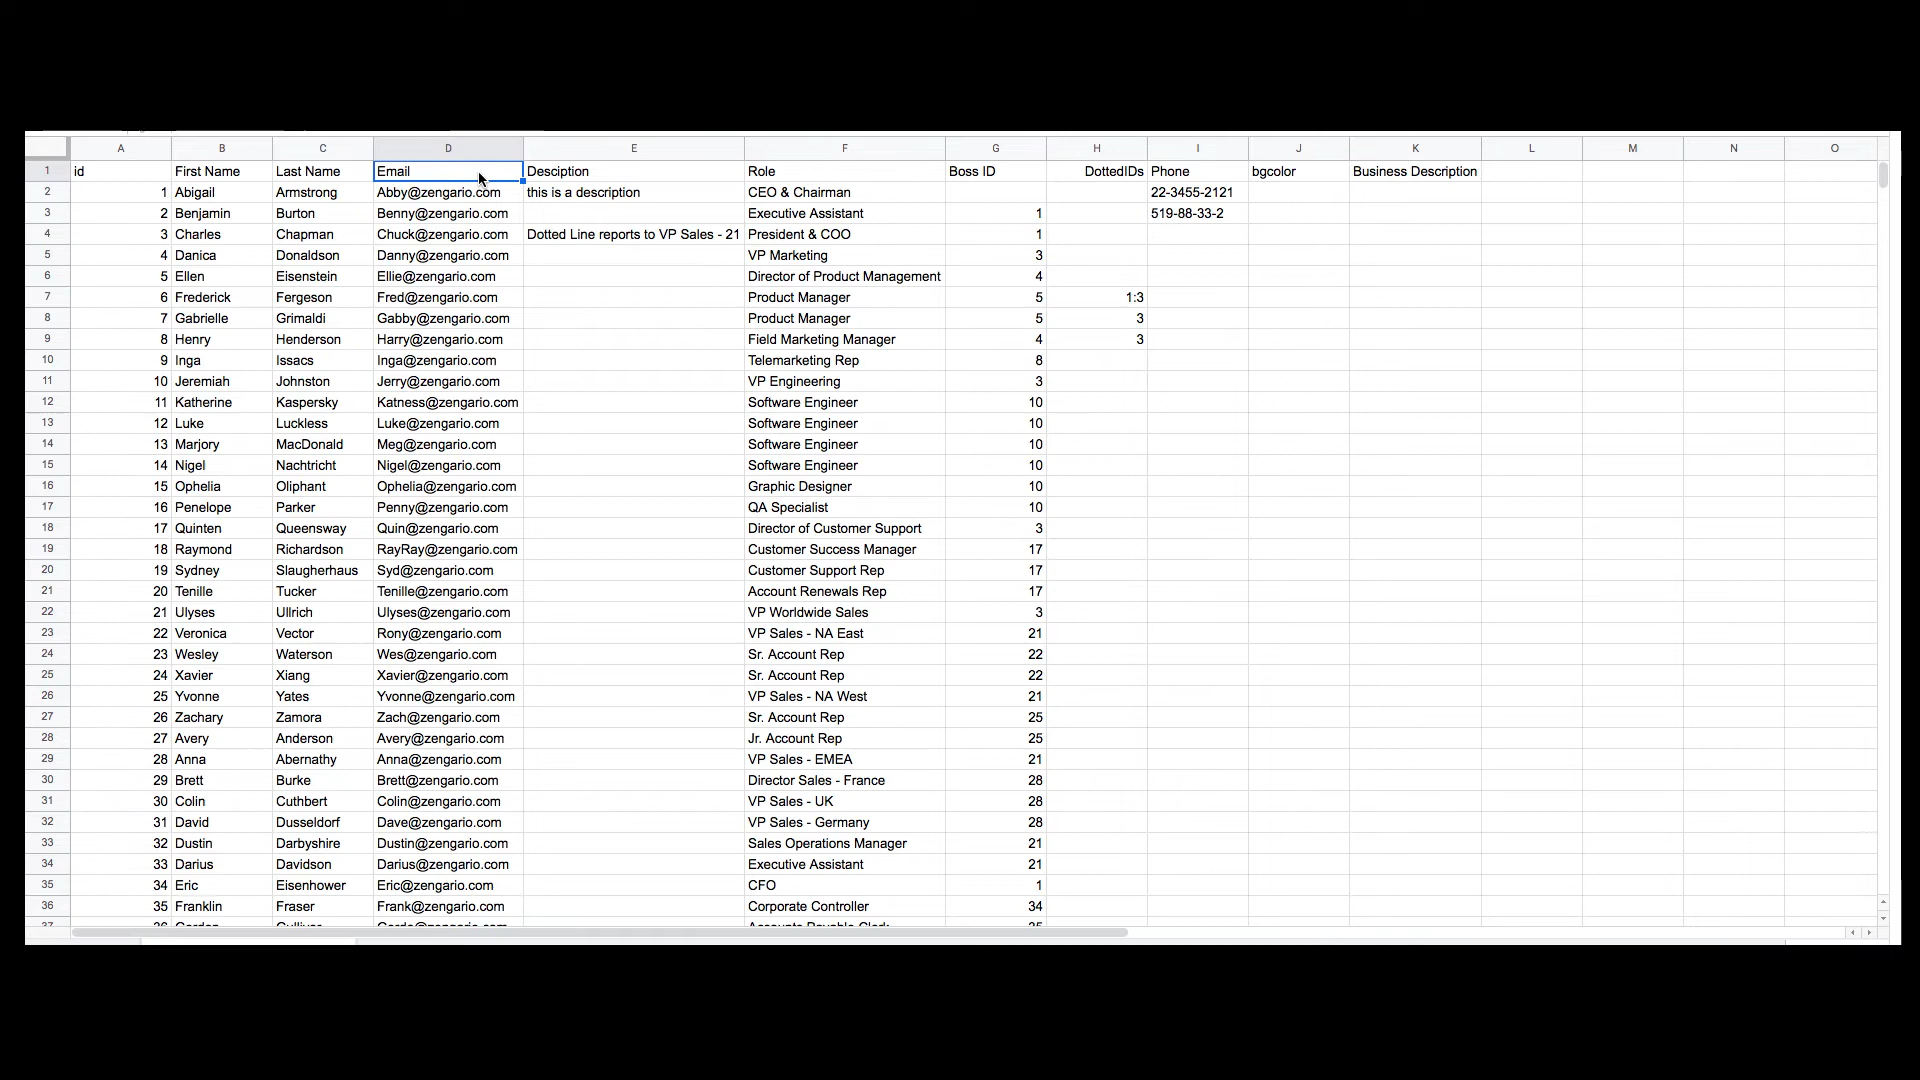 A B C D E F G H I J K L M N O
1 id First Name Last Name Email Desciption Role Boss ID DottedIDs Phone bgcolor Business Description
2 1 Abigail Armstrong Abby@zengario.com this is a description CEO & Chairman 22-3455-2121
3 2 Benjamin Burton Benny@zengario.com Executive Assistant 1 519-88-33-2
4 3 Charles Chapman Chuck@zengario.com Dotted Line reports to VP Sales - 21 President & COO 1
5 4 Danica Donaldson Danny@zengario.com VP Marketing 3
6 5 Ellen Eisenstein Ellie@zengario.com Director of Product Management 4
7 6 Frederick Fergeson Fred@zengario.com Product Manager 5 1:3
8 7 Gabrielle Grimaldi Gabby@zengario.com Product Manager 5 3
9 8 Henry Henderson Harry@zengario.com Field Marketing Manager 4 3
10 9 Inga Issacs Inga@zengario.com Telemarketing Rep 8
11 10 Jeremiah Johnston Jerry@zengario.com VP Engineering 3
12 11 Katherine Kaspersky Katness@zengario.com Software Engineer 10
13 12 Luke Luckless Luke@zengario.com Software Engineer 10
14 13 Marjory MacDonald Meg@zengario.com Software Engineer 10
15 14 Nigel Nachtricht Nigel@zengario.com Software Engineer 10
16 15 Ophelia Oliphant Ophelia@zengario.com Graphic Designer 10
17 16 Penelope Parker Penny@zengario.com QA Specialist 10
18 17 Quinten Queensway Quin@zengario.com Director of Customer Support 3
19 18 Raymond Richardson RayRay@zengario.com Customer Success Manager 17
20 19 Sydney Slaugherhaus Syd@zengario.com Customer Support Rep 17
21 20 Tenille Tucker Tenille@zengario.com Account Renewals Rep 17
22 21 Ulyses Ullrich Ulyses@zengario.com VP Worldwide Sales 3
23 22 Veronica Vector Rony@zengario.com VP Sales - NA East 21
24 23 Wesley Waterson Wes@zengario.com Sr. Account Rep 22
25 24 Xavier Xiang Xavier@zengario.com Sr. Account Rep 22
26 25 Yvonne Yates Yvonne@zengario.com VP Sales - NA West 21
27 26 Zachary Zamora Zach@zengario.com Sr. Account Rep 25
28 27 Avery Anderson Avery@zengario.com Jr. Account Rep 25
29 28 Anna Abernathy Anna@zengario.com VP Sales - EMEA 21
30 29 Brett Burke Brett@zengario.com Director Sales - France 28
31 30 Colin Cuthbert Colin@zengario.com VP Sales - UK 28
32 31 David Dusseldorf Dave@zengario.com VP Sales - Germany 28
33 32 Dustin Darbyshire Dustin@zengario.com Sales Operations Manager 21
34 33 Darius Davidson Darius@zengario.com Executive Assistant 21
35 34 Eric Eisenhower Eric@zengario.com CFO 1
36 35 Franklin Fraser Frank@zengario.com Corporate Controller 34